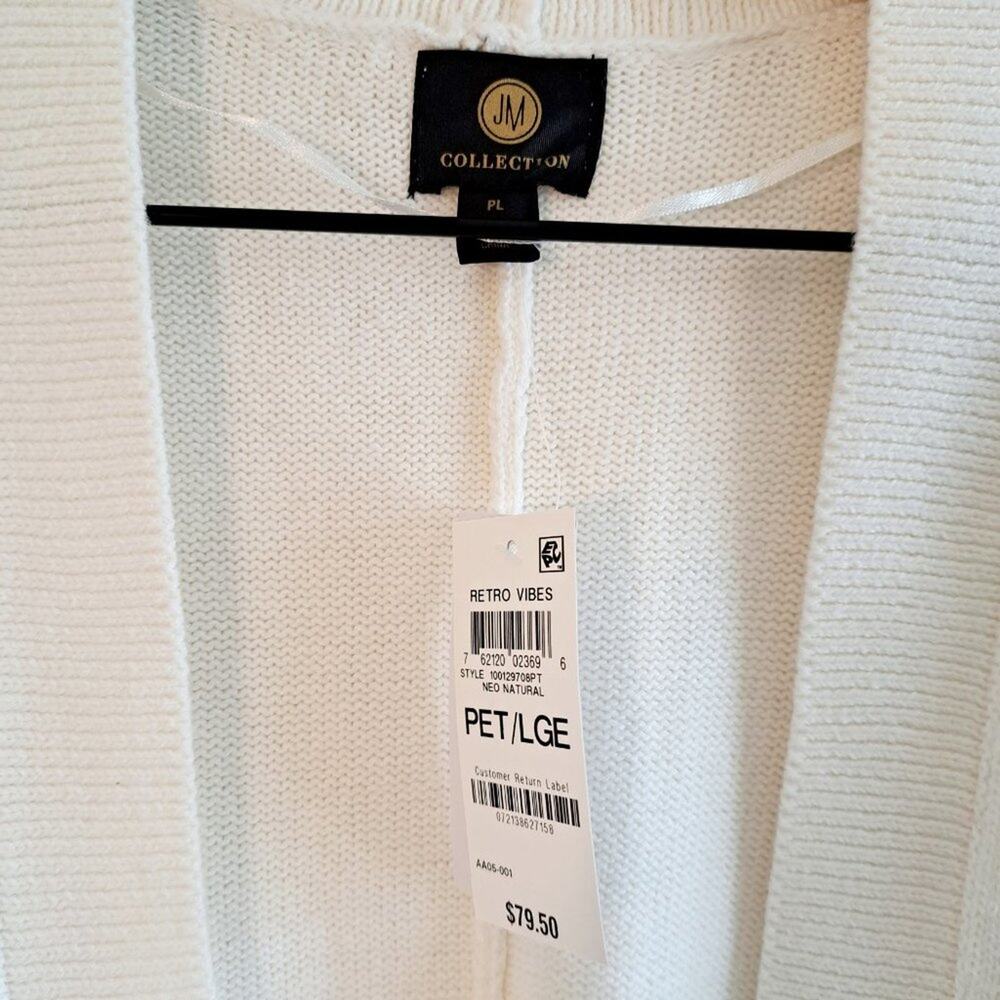 JM
COLLECTION
PL
RETRO VIBES
7 62120 02369 6
STYLE 100129708PT
NEO NATURAL
PET/LGE
Customer Return Label
072138627158
AA05-001
$79.50